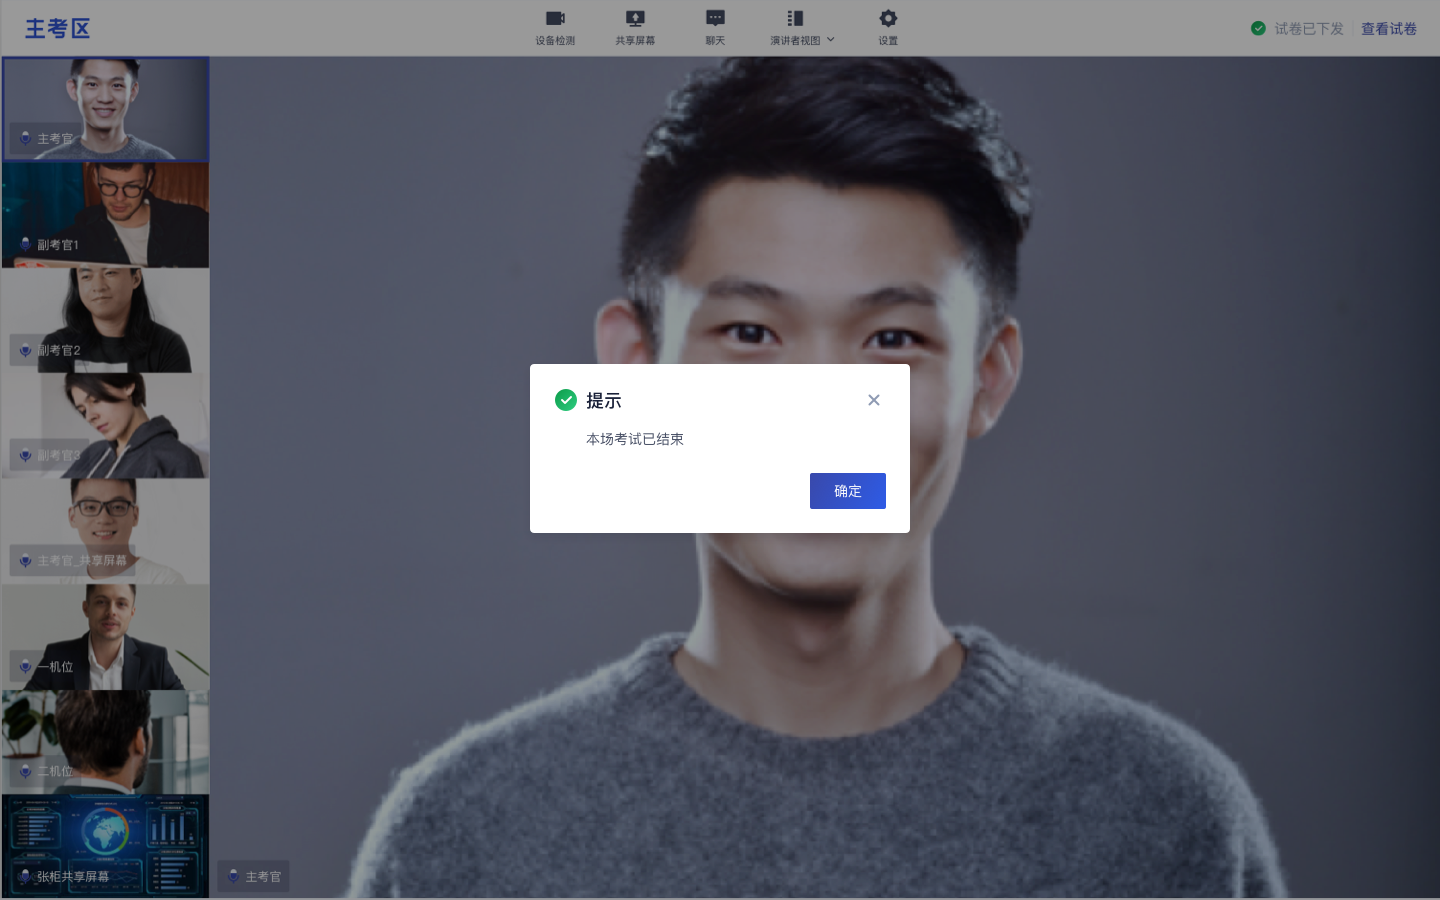 主考区
设备检测
共享屏幕
聊天
演讲者视图
设置
试卷已下发
查看试卷
主考官
副考官1
副考官2
副考官3
主考官_共享屏幕
一机位
二机位
张柜共享屏幕
主考官
提示
本场考试已结束
确定